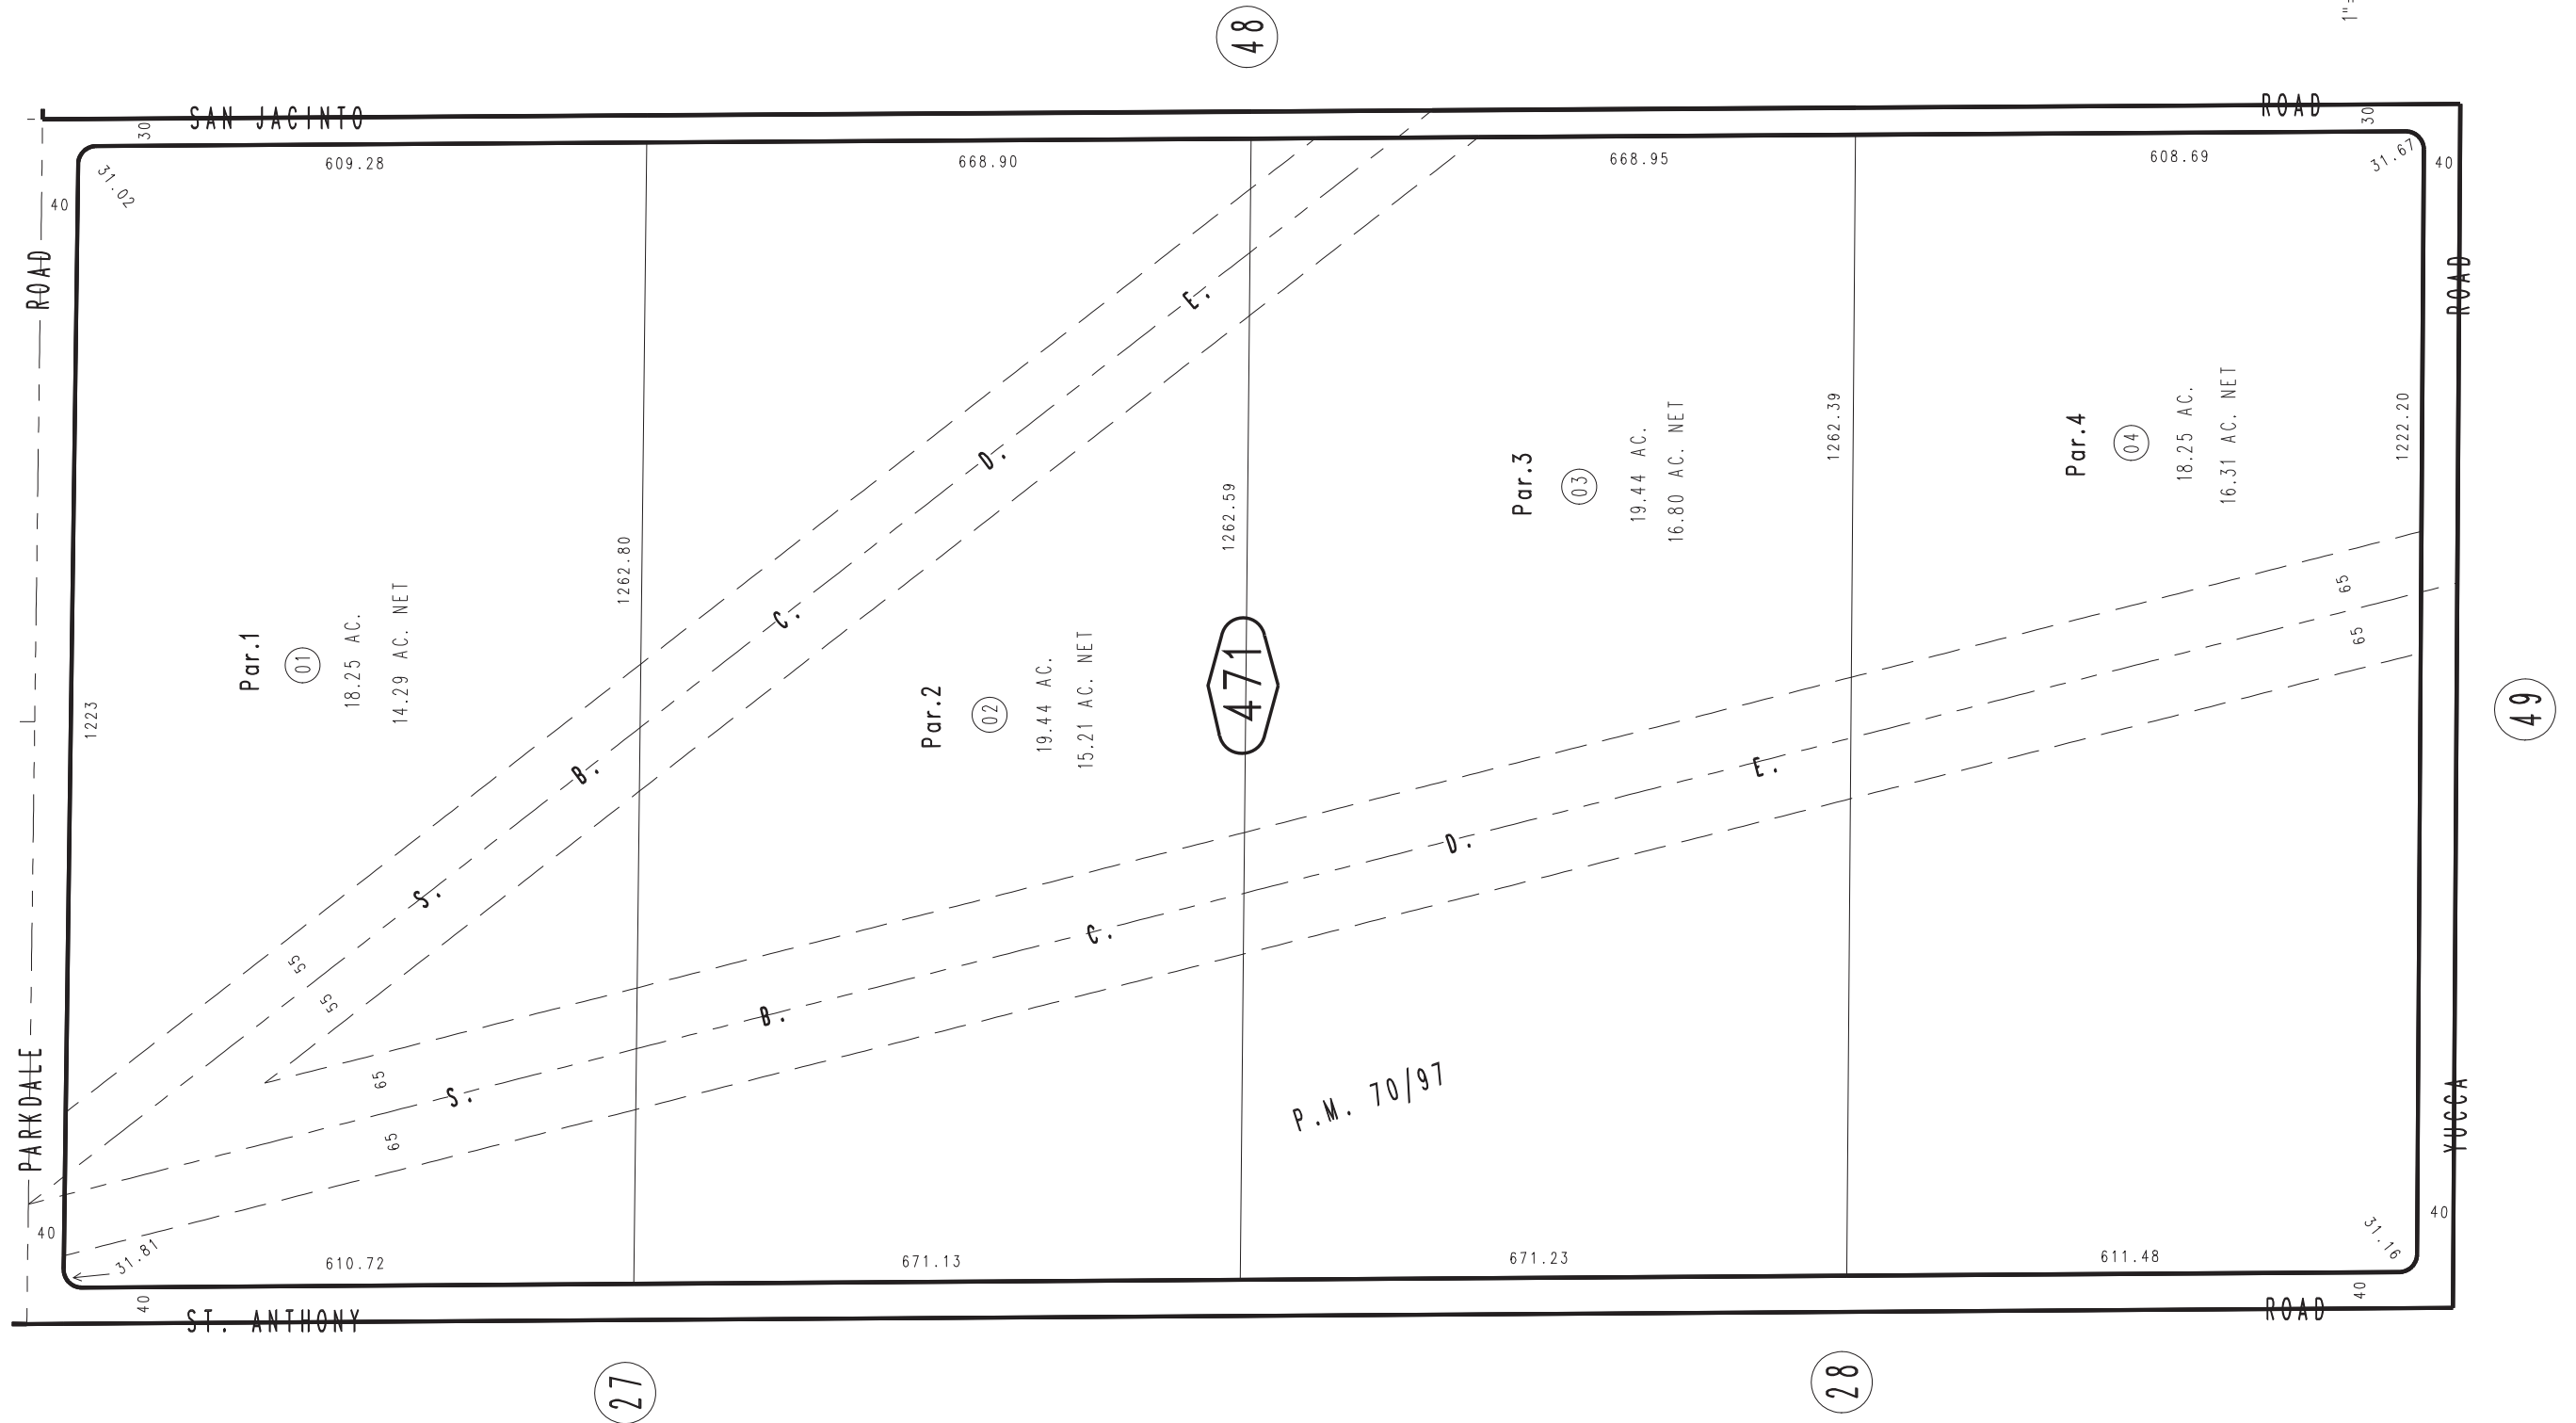 48
1"=
SAN JACINTO ROAD
30
30
609.28
668.90
668.95
608.69
31.02
31.67
40
40
PARKDALE ROAD
YUCCA ROAD
1223
1262.80
1262.59
1262.39
1222.20
Par.1
01
18.25 AC.
14.29 AC. NET
Par.2
02
19.44 AC.
15.21 AC. NET
471
Par.3
03
19.44 AC.
16.80 AC. NET
Par.4
04
18.25 AC.
16.31 AC. NET
S. B. C. D. E.
55
55
S. B. C. D. E.
65
65
65
65
49
P.M. 70/97
40
40
31.81
31.16
610.72
671.13
671.23
611.48
40
40
ST. ANTHONY ROAD
27
28